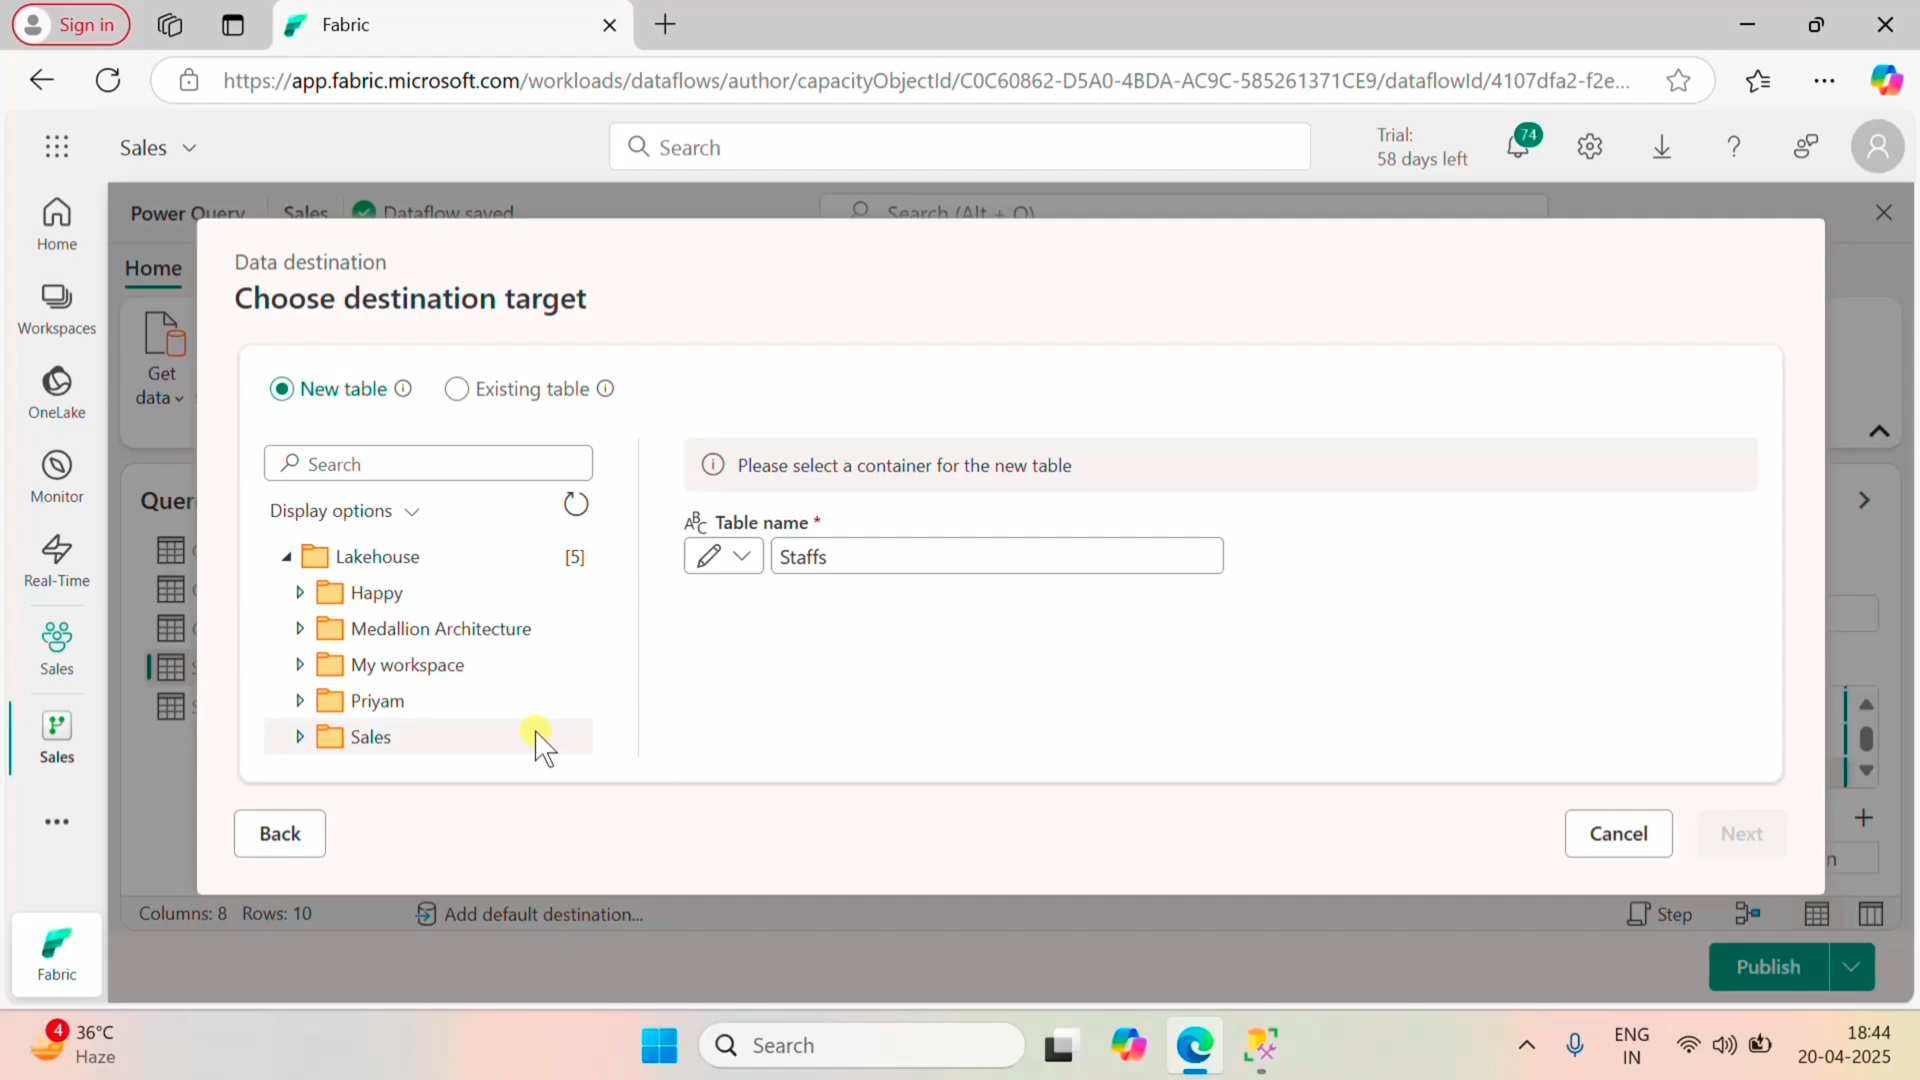 Sign in
Fabric
https://app.fabric.microsoft.com/workloads/dataflows/author/capacityObjectId/C0C60862-D5A0-4BDA-AC9C-585261371CE9/dataflowId/4107dfa2-f2e...
Sales
Search
Trial:
58 days left
74
Power Query
Sales
Dataflow saved
Search (Alt + Q)
Home
Workspaces
OneLake
Monitor
Real-Time
Sales
Sales
Fabric
Home
Get
data
Quer
Data destination
Choose destination target
New table
Existing table
Search
Display options
Lakehouse [5]
Happy
Medallion Architecture
My workspace
Priyam
Sales
Please select a container for the new table
ABC Table name *
Staffs
Back
Cancel
Next
n
Columns: 8 Rows: 10
Add default destination...
Step
Publish
4
36°C
Haze
Search
ENG
IN
18:44
20-04-2025